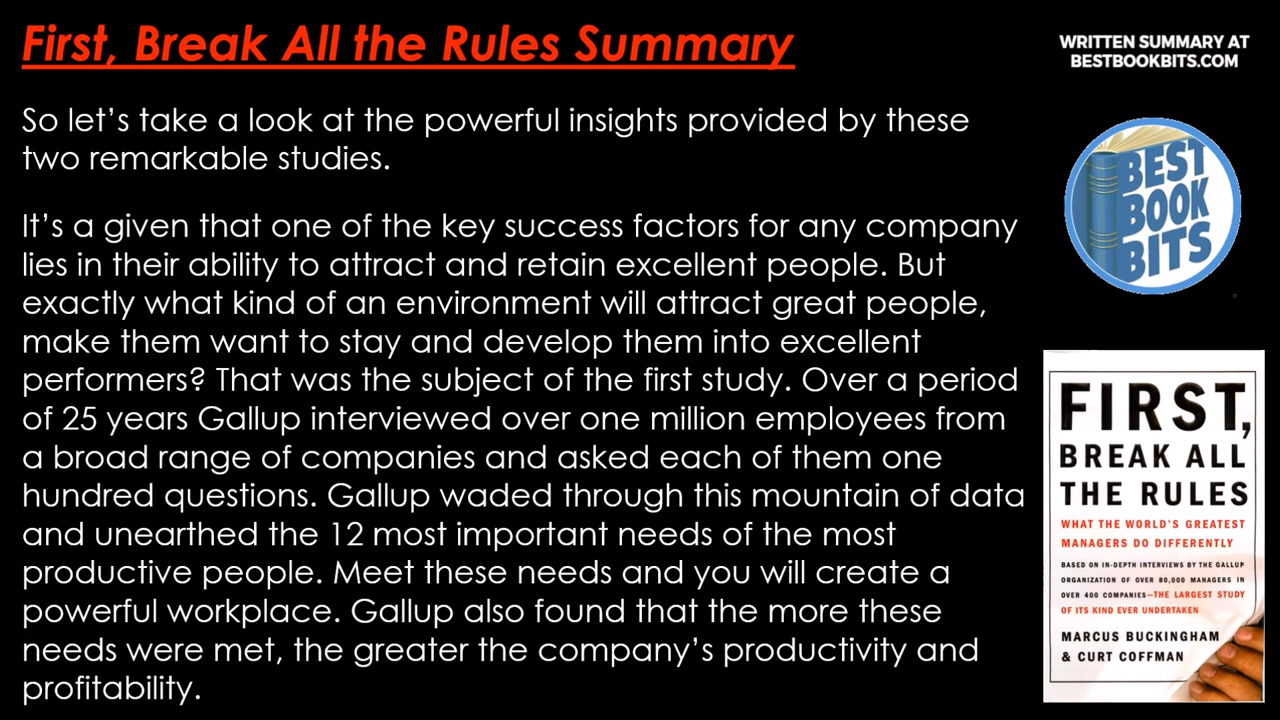 First, Break All the Rules Summary
So let's take a look at the powerful insights provided by these
two remarkable studies.
It's a given that one of the key success factors for any company
lies in their ability to attract and retain excellent people. But
exactly what kind of an environment will attract great people,
make them want to stay and develop them into excellent
performers? That was the subject of the first study. Over a period
of 25 years Gallup interviewed over one million employees from
a broad range of companies and asked each of them one
hundred questions. Gallup waded through this mountain of data
and unearthed the 12 most important needs of the most
productive people. Meet these needs and you will create a
powerful workplace. Gallup also found that the more these
needs were met, the greater the company's productivity and
profitability.
WRITTEN SUMMARY AT
BESTBOOKBITS.COM
BEST
BOOK
BITS
FIRST,
BREAK ALL
THE RULES
WHAT THE WORLD'S GREATEST
MANAGERS DO DIFFERENTLY
BASED ON IN-DEPTH INTERVIEWS BY THE GALLUP
ORGANIZATION OF OVER 80,000 MANAGERS IN
OVER 400 COMPANIES—THE LARGEST STUDY
OF ITS KIND EVER UNDERTAKEN
MARCUS BUCKINGHAM
& CURT COFFMAN